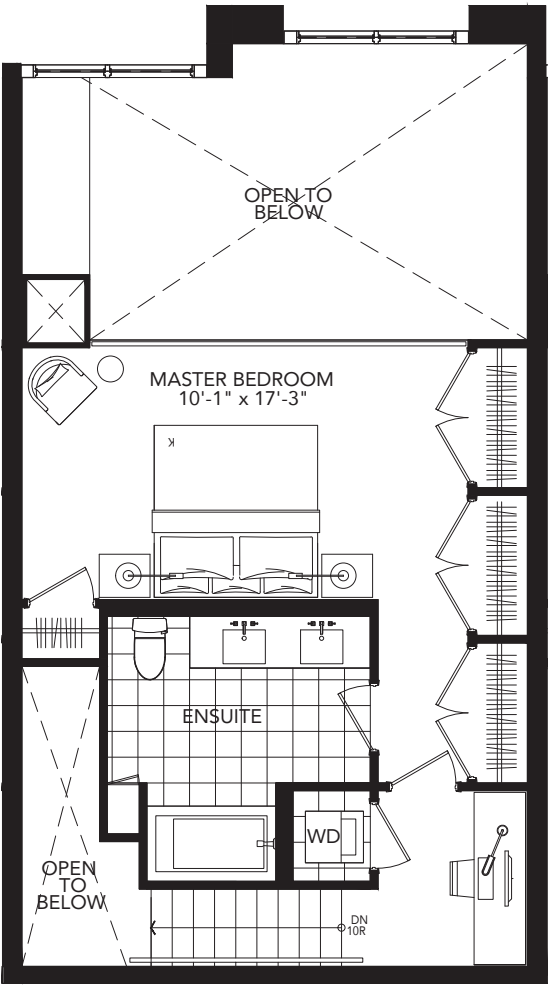 OPEN TO
BELOW
MASTER BEDROOM
10'-1" x 17'-3"
K
ENSUITE
WD
OPEN
TO
BELOW
DN
10R